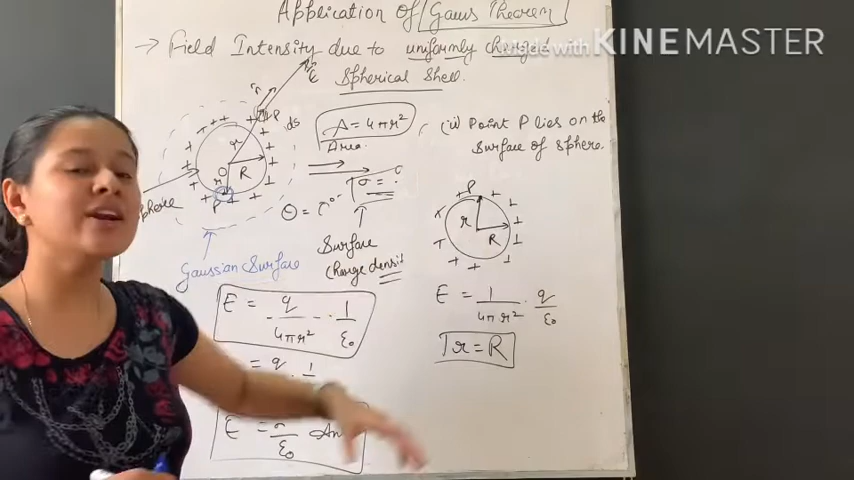 Application of Gauss Theorem
Made with KINEMASTER
→ Field Intensity due to uniformly charged
Spherical Shell.
E
n
P
ds
r
O
R
r
P
sphere
Gaussian Surface
A = 4πr²
Area.
σ = ?
θ = 0°
Surface
Charge density
E = q/4πr² · 1/ε₀
= q . 1
E = σ/ε₀ Ans
(ii) Point P lies on the
surface of sphere.
P
r
R
E = 1/4πr² · q/ε₀
r = R